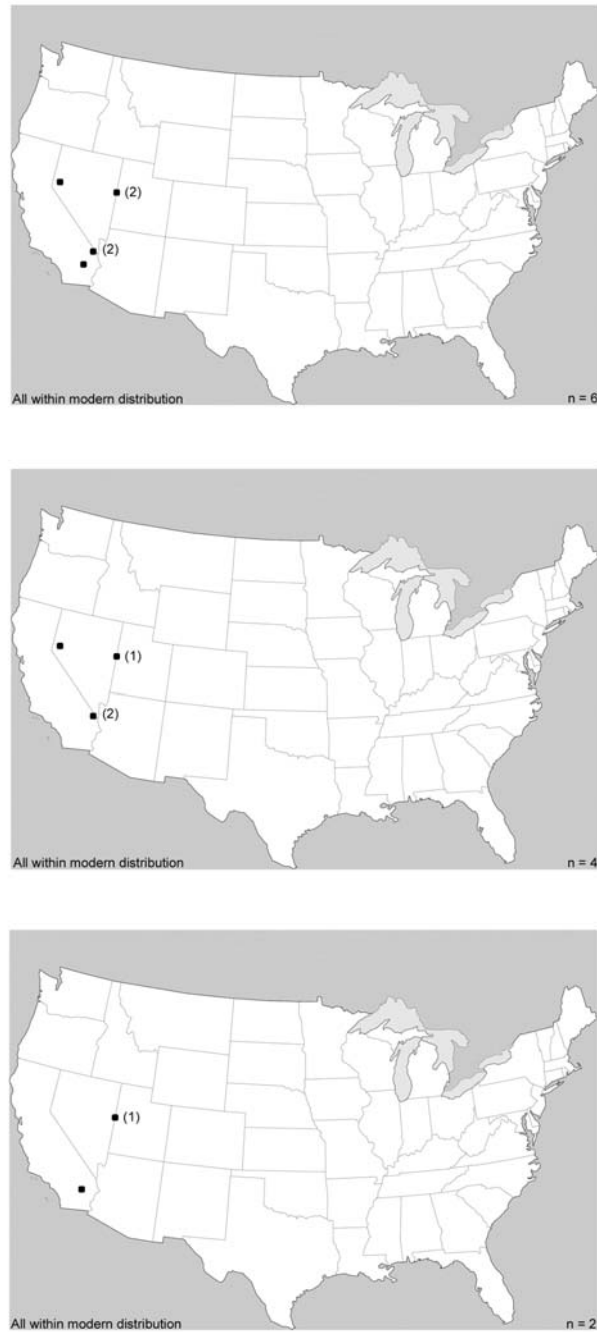 (2)
(2)
All within modern distribution n = 6
(1)
(2)
All within modern distribution n = 4
(1)
All within modern distribution n = 2